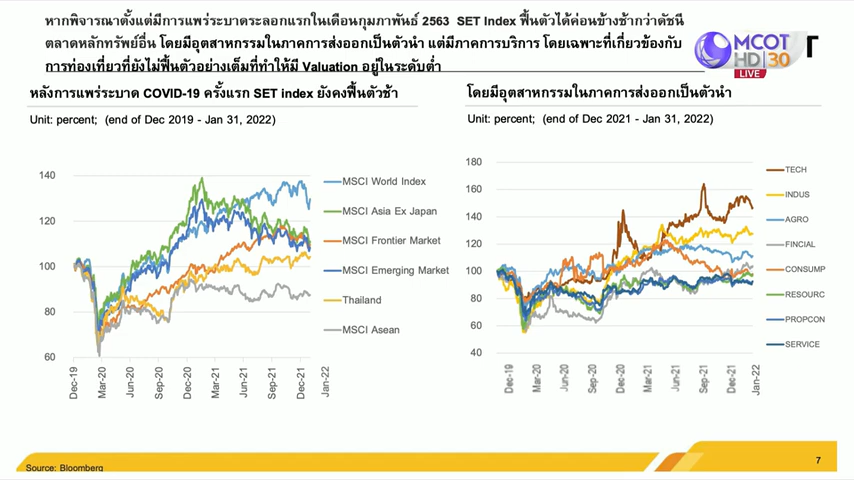 หากพิจารณาตั้งแต่มีการแพร่ระบาดระลอกแรกในเดือนกุมภาพันธ์ 2563 SET Index ฟื้นตัวได้ค่อนข้างช้ากว่าดัชนี
ตลาดหลักทรัพย์อื่น โดยมีอุตสาหกรรมในภาคการส่งออกเป็นตัวนำ แต่มีภาคการบริการ โดยเฉพาะที่เกี่ยวข้องกับ
การท่องเที่ยวที่ยังไม่ฟื้นตัวอย่างเต็มที่ทำให้มี Valuation อยู่ในระดับต่ำ
MCOT
HD 30
LIVE
T
หลังการแพร่ระบาด COVID-19 ครั้งแรก SET index ยังคงฟื้นตัวช้า
Unit: percent; (end of Dec 2019 - Jan 31, 2022)
140
120
100
80
60
Dec-19
Mar-20
Jun-20
Sep-20
Dec-20
Mar-21
Jun-21
Sep-21
Dec-21
Jan-22
MSCI World Index
MSCI Asia Ex Japan
MSCI Frontier Market
MSCI Emerging Market
Thailand
MSCI Asean
โดยมีอุตสาหกรรมในภาคการส่งออกเป็นตัวนำ
Unit: percent; (end of Dec 2021 - Jan 31, 2022)
180
160
140
120
100
80
60
40
Dec-19
Mar-20
Jun-20
Sep-20
Dec-20
Mar-21
Jun-21
Sep-21
Dec-21
Jan-22
TECH
INDUS
AGRO
FINCIAL
CONSUMP
RESOURC
PROPCON
SERVICE
Source: Bloomberg
7